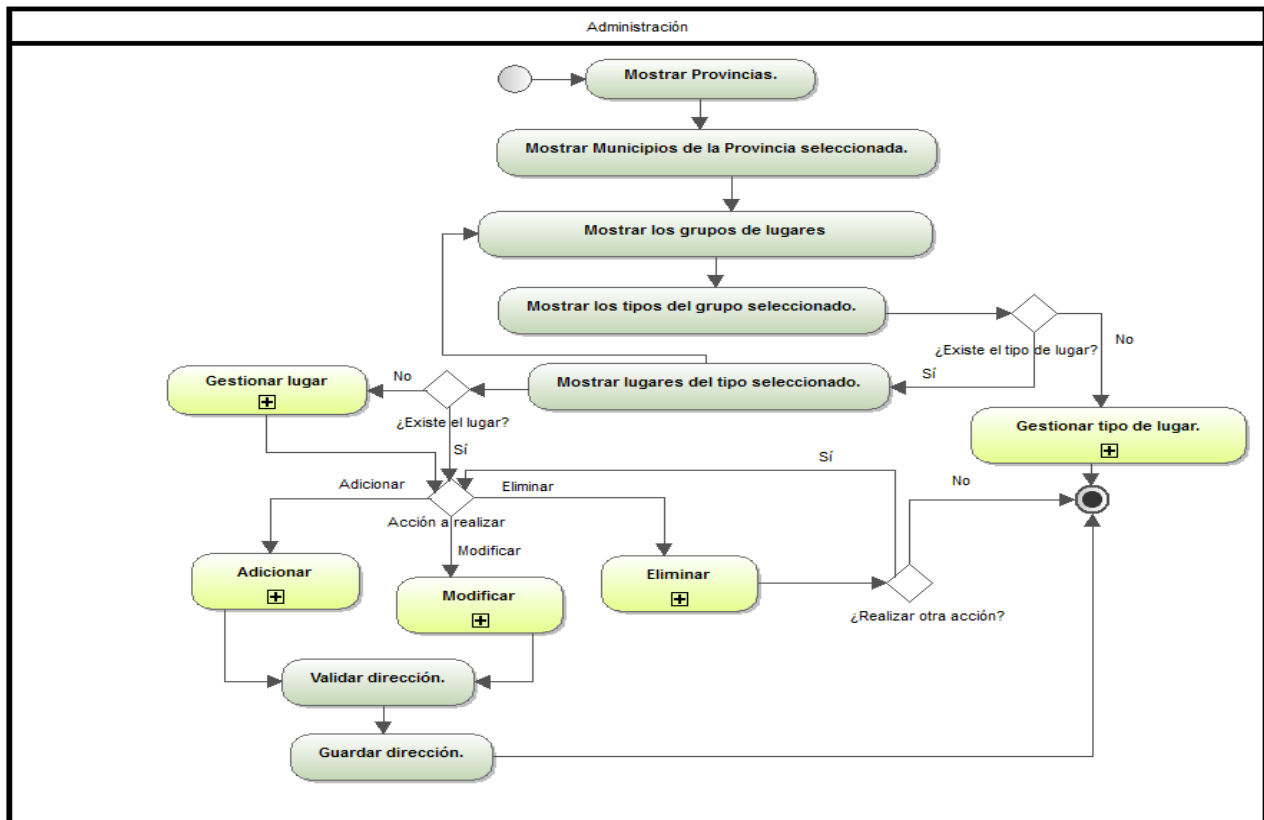 Administración
Mostrar Provincias.
Mostrar Municipios de la Provincia seleccionada.
Mostrar los grupos de lugares
Mostrar los tipos del grupo seleccionado.
¿Existe el tipo de lugar?
No
Sí
Mostrar lugares del tipo seleccionado.
No
Gestionar lugar
¿Existe el lugar?
Sí
Gestionar tipo de lugar.
Adicionar
Eliminar
Sí
No
Acción a realizar
Modificar
Adicionar
Modificar
Eliminar
¿Realizar otra acción?
Validar dirección.
Guardar dirección.